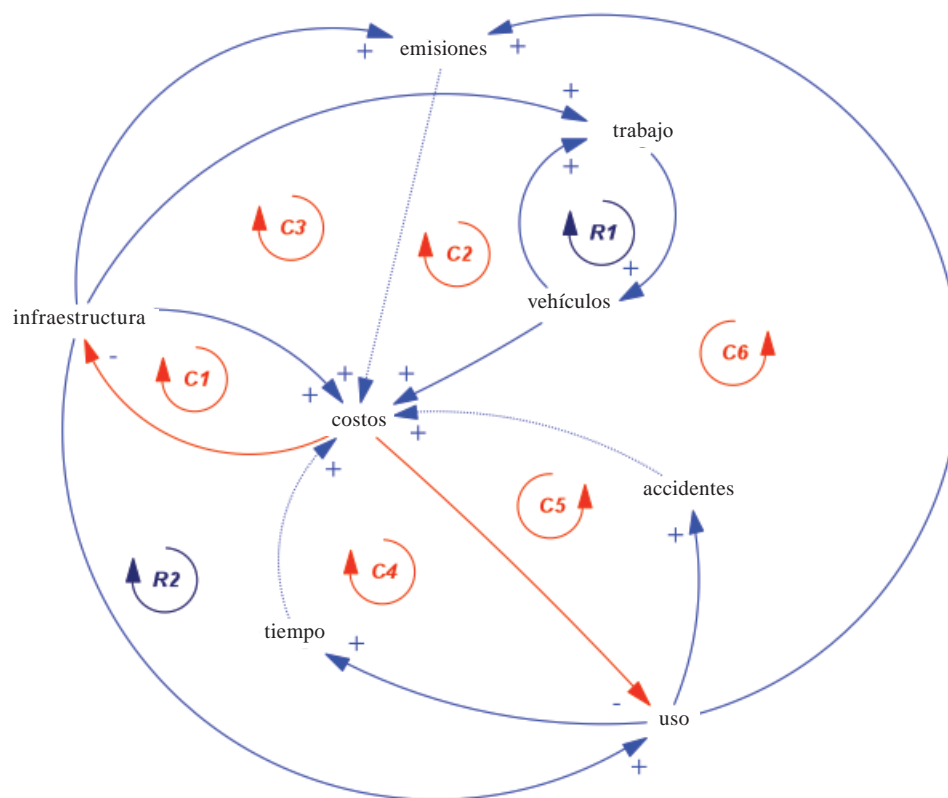 emisiones
+
+
+
trabajo
+
C3
C2
R1
+
vehículos
infraestructura
-
C1
C6
+
+
+
costos
+
+
accidentes
C5
+
R2
C4
tiempo
+
-
uso
+